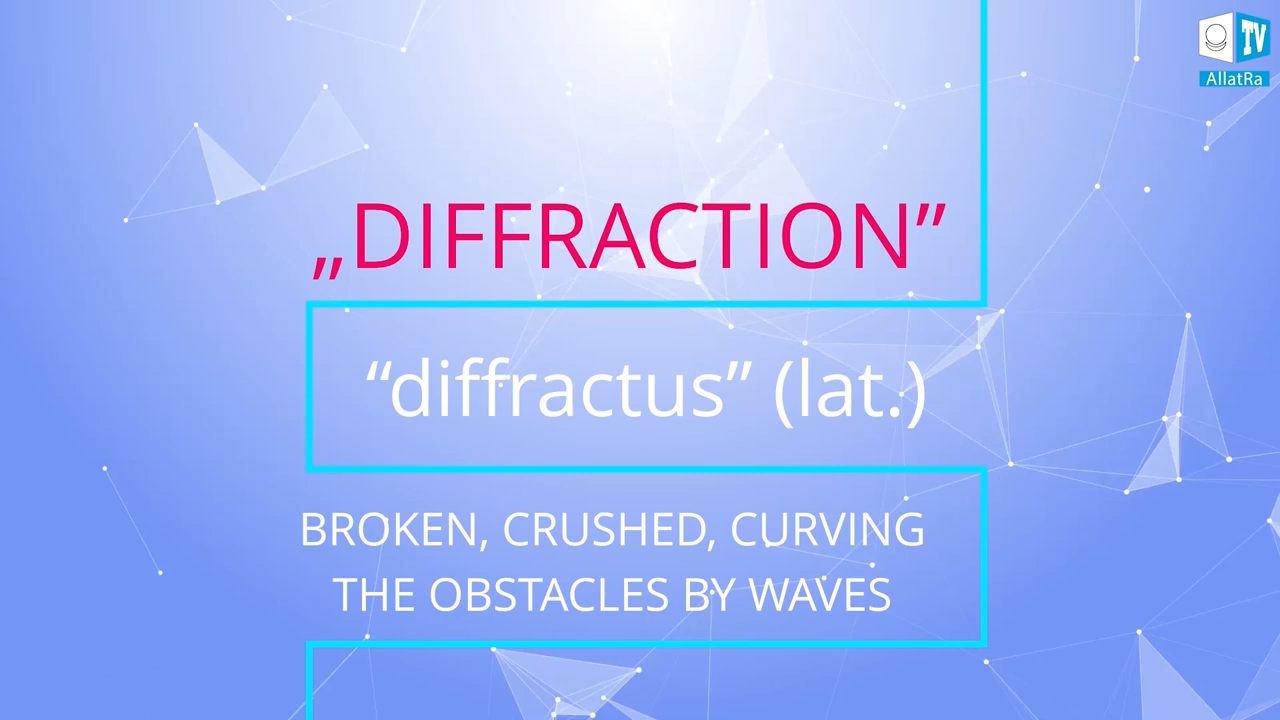 „DIFFRACTION”
“diffractus” (lat.)
BROKEN, CRUSHED, CURVING
THE OBSTACLES BY WAVES
TV
AllatRa